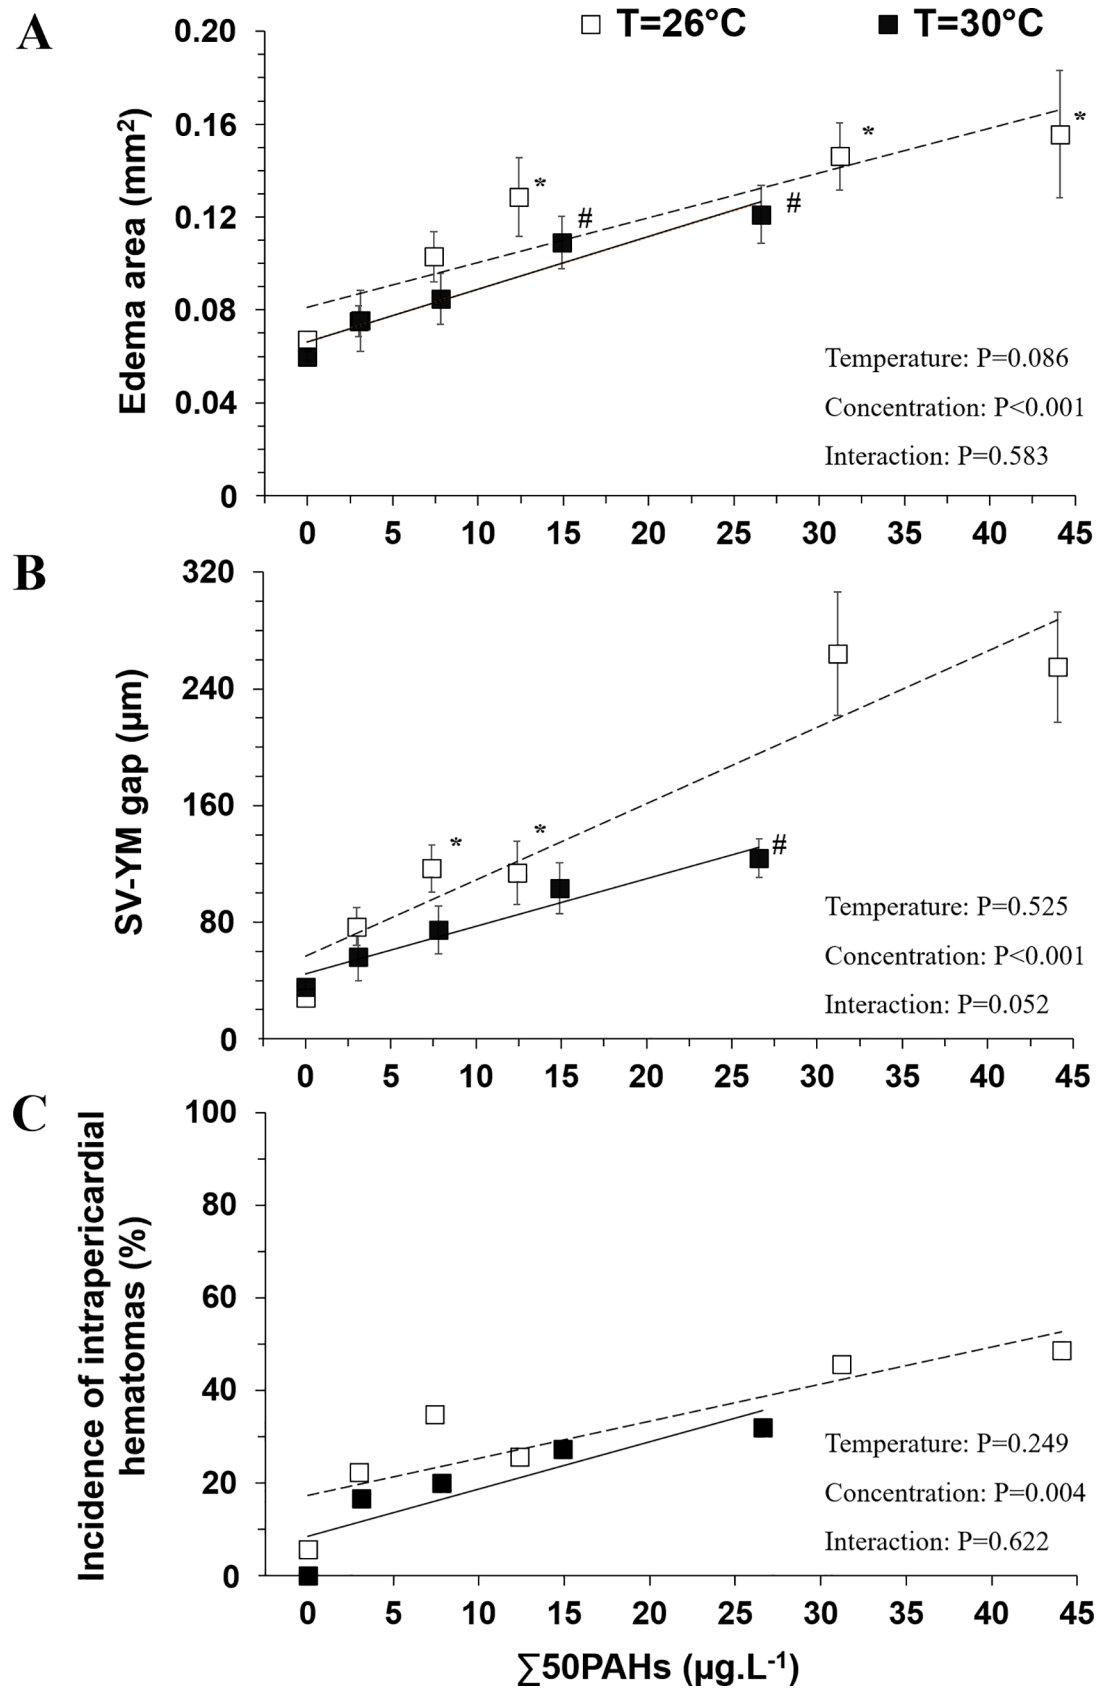 A
□ T=26°C ■ T=30°C
Edema area (mm²)
0.20
0.16
0.12
0.08
0.04
0
* # * # *
Temperature: P=0.086
Concentration: P<0.001
Interaction: P=0.583
0 5 10 15 20 25 30 35 40 45
B
SV-YM gap (µm)
320
240
160
80
0
* * #
Temperature: P=0.525
Concentration: P<0.001
Interaction: P=0.052
0 5 10 15 20 25 30 35 40 45
C
Incidence of intrapericardial
hematomas (%)
100
80
60
40
20
0
Temperature: P=0.249
Concentration: P=0.004
Interaction: P=0.622
0 5 10 15 20 25 30 35 40 45
∑50PAHs (µg.L⁻¹)